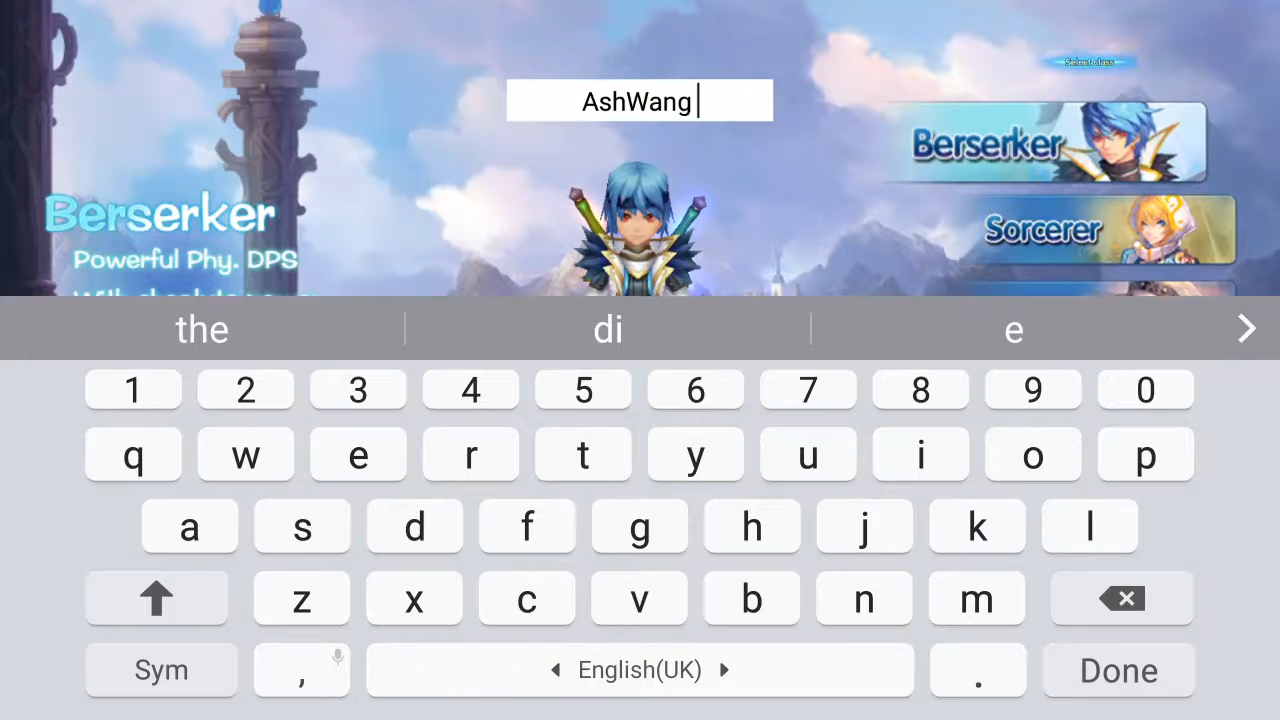 Select class
AshWang
Berserker
Sorcerer
Berserker
Powerful Phy. DPS
the di e
1 2 3 4 5 6 7 8 9 0
q w e r t y u i o p
a s d f g h j k l
z x c v b n m
Sym , English(UK) . Done